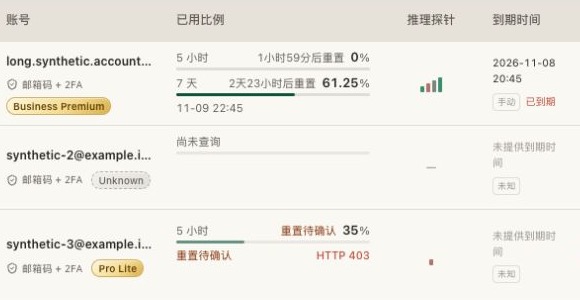 账号 已用比例 推理探针 到期时间
long.synthetic.account...
邮箱码 + 2FA
Business Premium
5 小时 1小时59分后重置 0%
7 天 2天23小时后重置 61.25%
11-09 22:45
2026-11-08
20:45
手动 已到期
synthetic-2@example.i...
邮箱码 + 2FA Unknown
尚未查询
—
未提供到期时
间
未知
synthetic-3@example.i...
邮箱码 + 2FA Pro Lite
5 小时 重置待确认 35%
重置待确认 HTTP 403
未提供到期时
间
未知